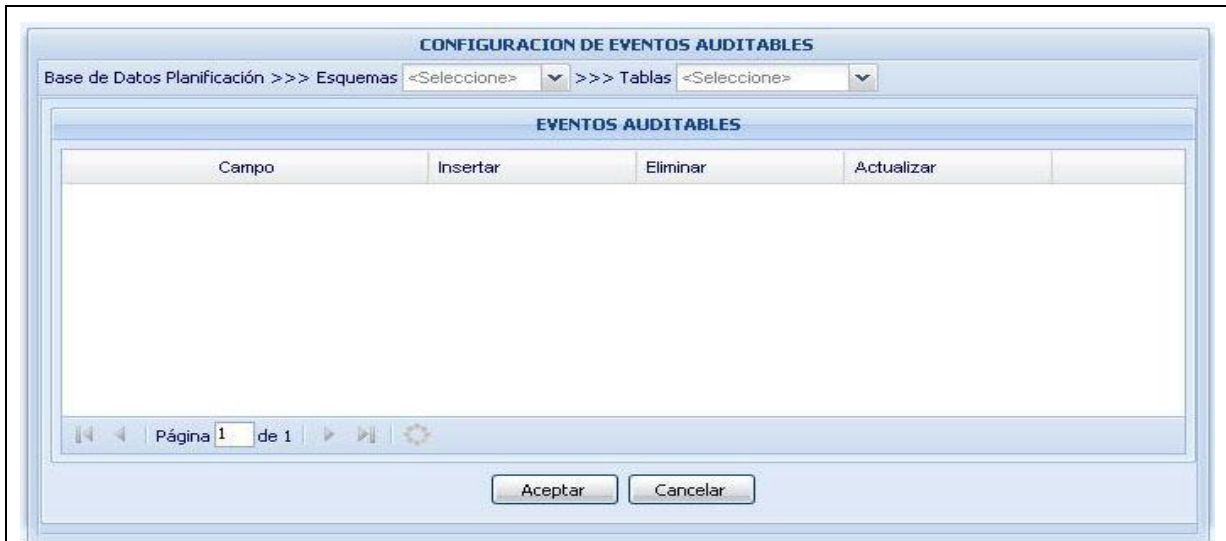 CONFIGURACION DE EVENTOS AUDITABLES
Base de Datos Planificación >>> Esquemas <Seleccione> >>> Tablas <Seleccione>
EVENTOS AUDITABLES
Campo Insertar Eliminar Actualizar
Página 1 de 1
Aceptar Cancelar